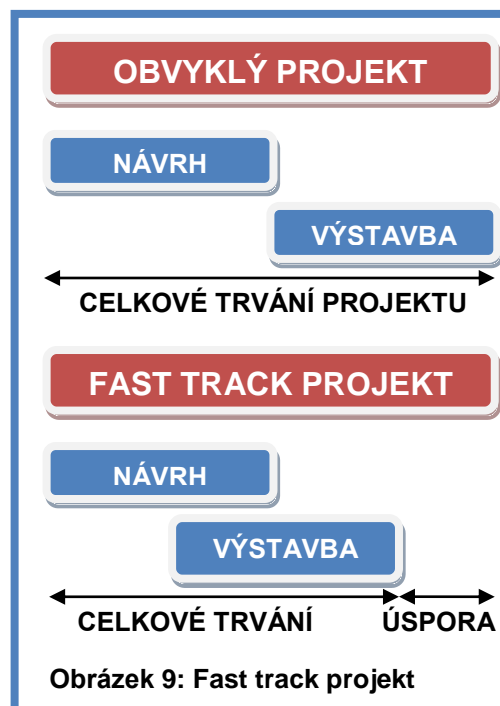 OBVYKLÝ PROJEKT
NÁVRH
VÝSTAVBA
CELKOVÉ TRVÁNÍ PROJEKTU
FAST TRACK PROJEKT
NÁVRH
VÝSTAVBA
CELKOVÉ TRVÁNÍ ÚSPORA
Obrázek 9: Fast track projekt